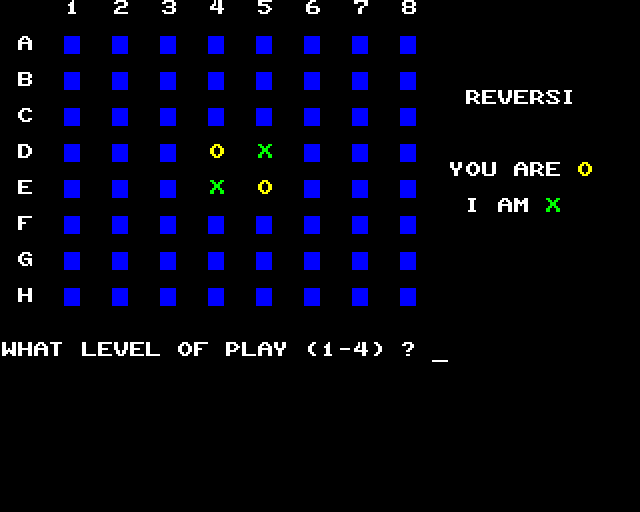 1 2 3 4 5 6 7 8
A
B
C
REVERSI
D O X
YOU ARE O
E X O
I AM X
F
G
H
WHAT LEVEL OF PLAY (1-4) ? _